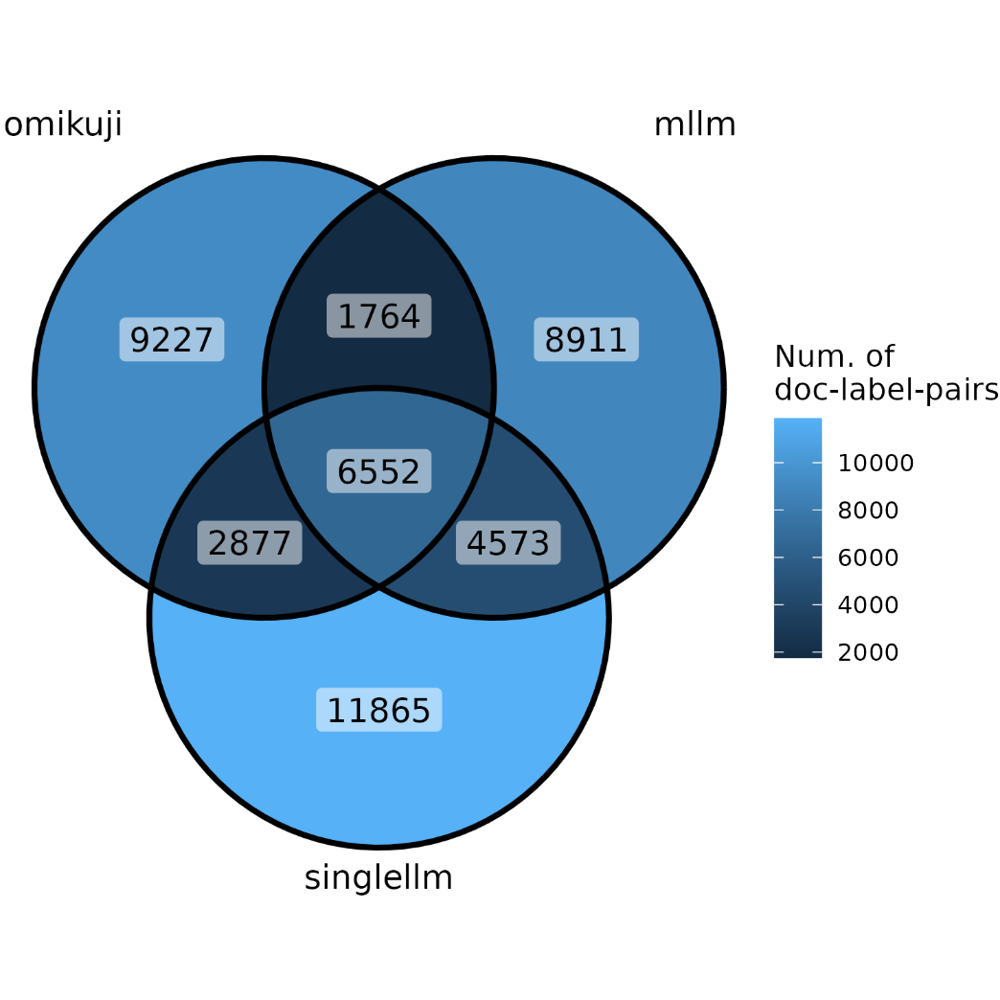 omikuji
mllm
9227
1764
8911
6552
2877
4573
11865
singlellm
Num. of
doc-label-pairs
10000
8000
6000
4000
2000